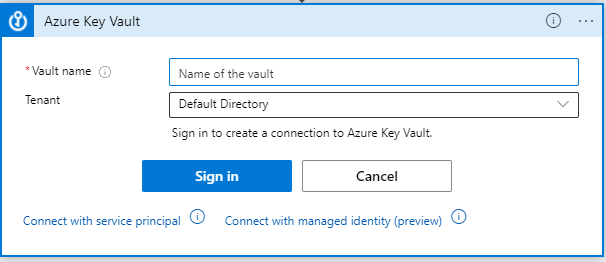 Azure Key Vault
* Vault name
Name of the vault
Tenant
Default Directory
Sign in to create a connection to Azure Key Vault.
Sign in
Cancel
Connect with service principal
Connect with managed identity (preview)